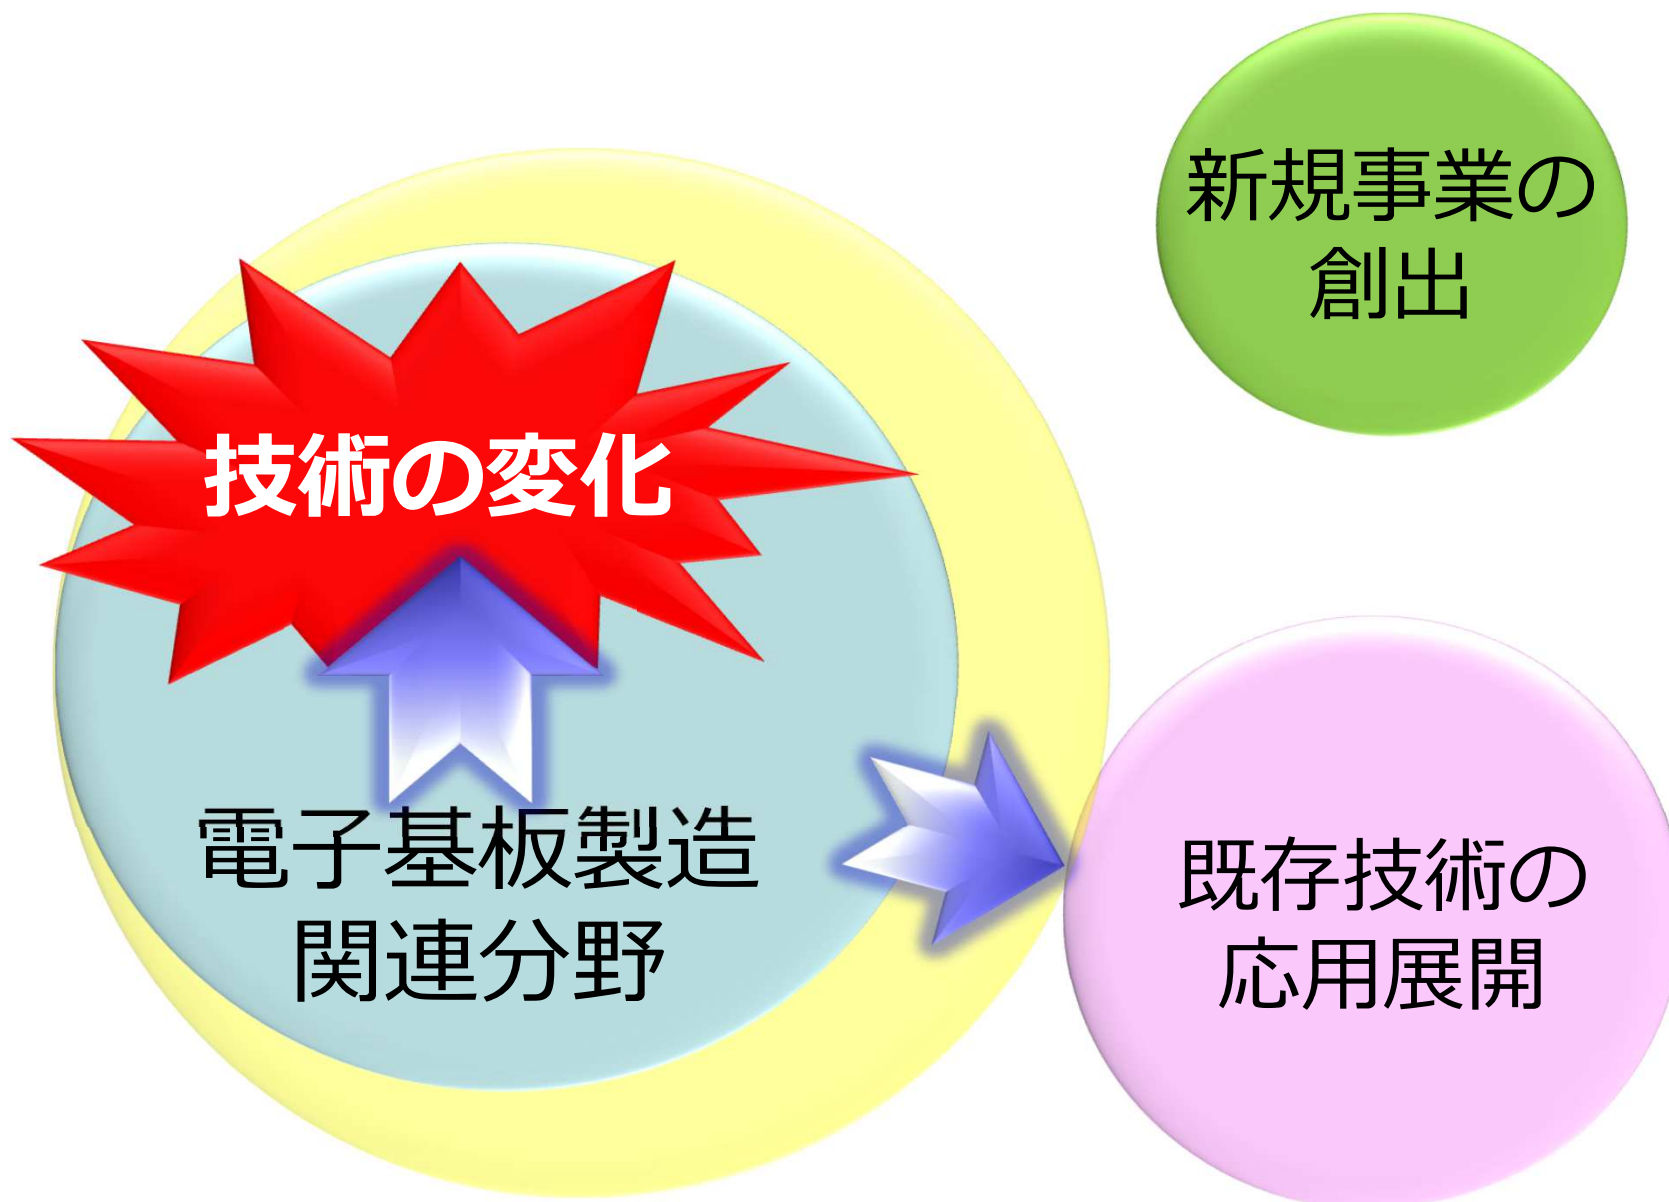 新規事業の
創出
技術の変化
電子基板製造
関連分野
既存技術の
応用展開